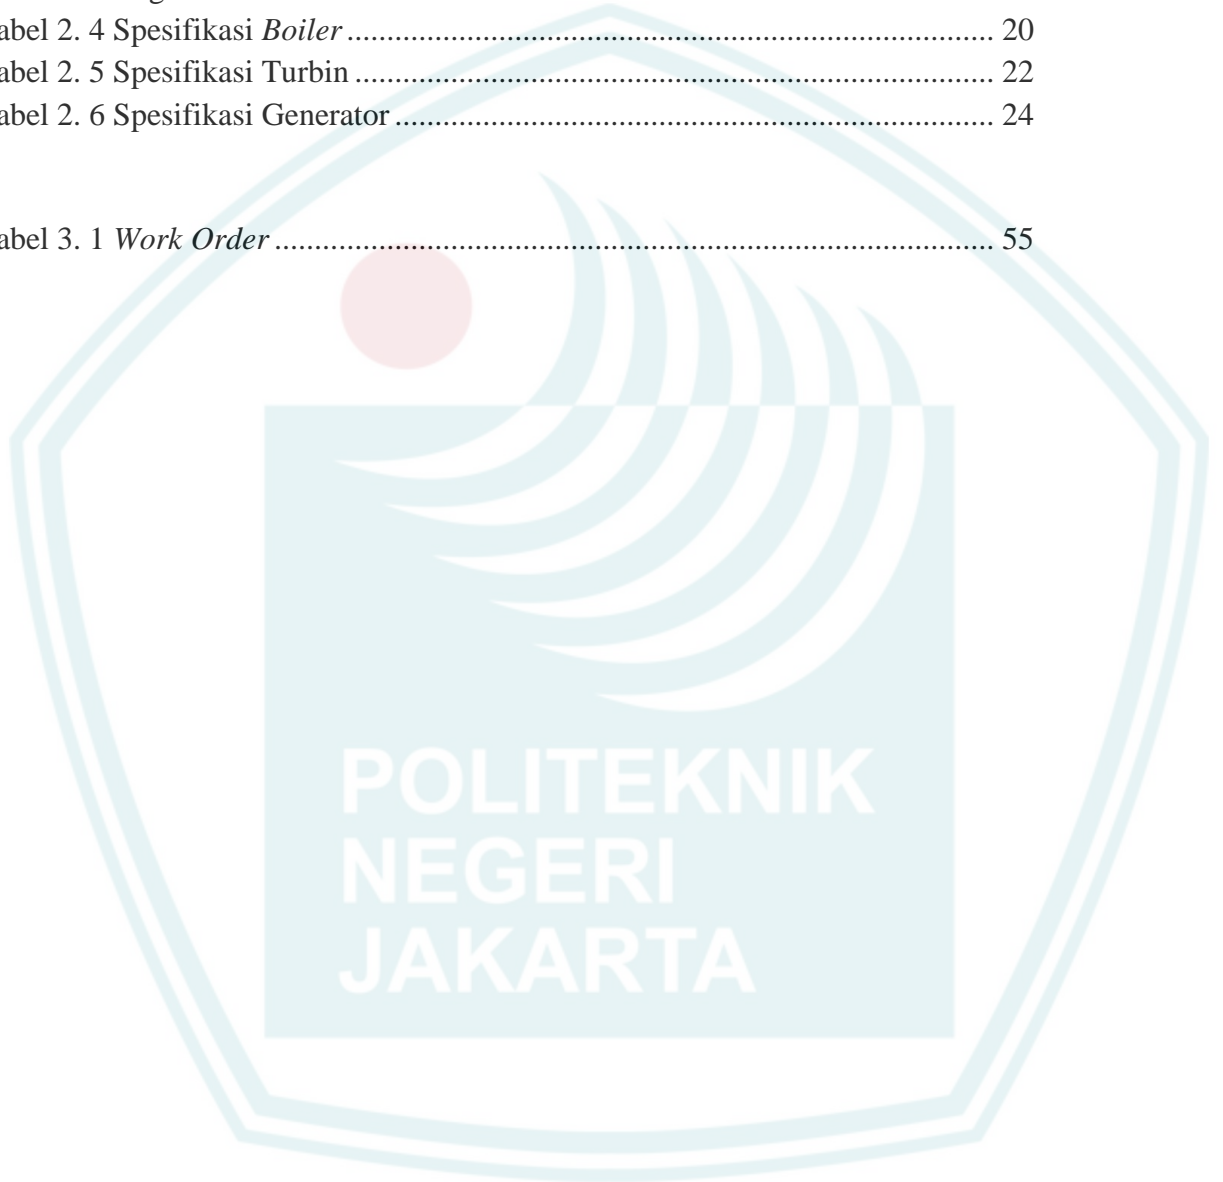 abel 2. 4 Spesifikasi Boiler ........................................................................ 20
abel 2. 5 Spesifikasi Turbin ........................................................................ 22
abel 2. 6 Spesifikasi Generator ........................................................................ 24
abel 3. 1 Work Order ........................................................................ 55
POLITEKNIK
NEGERI
JAKARTA